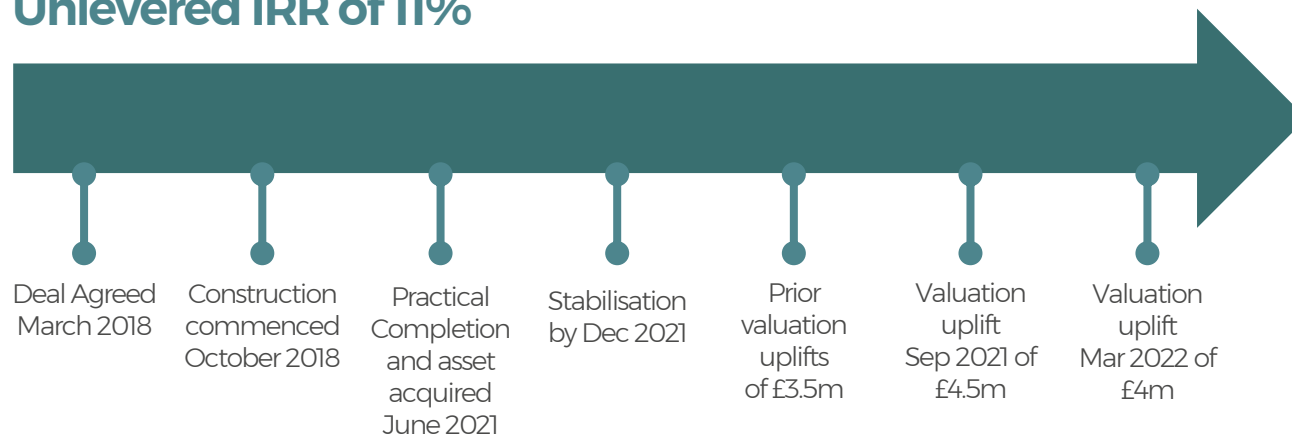 Unlevered IRR of 11%
Deal Agreed
March 2018
Construction
commenced
October 2018
Practical
Completion
and asset
acquired
June 2021
Stabilisation
by Dec 2021
Prior
valuation
uplifts
of £3.5m
Valuation
uplift
Sep 2021 of
£4.5m
Valuation
uplift
Mar 2022 of
£4m